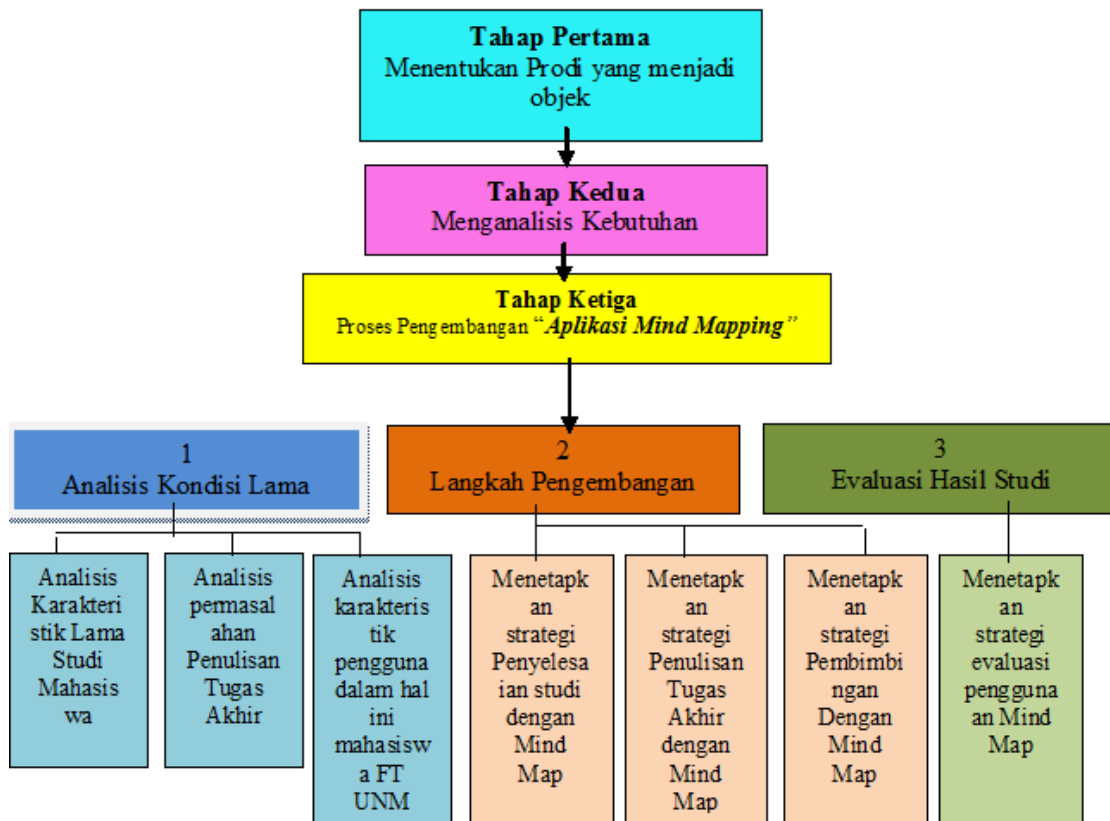 Tahap Pertama
Menentukan Prodi yang menjadi
objek
Tahap Kedua
Menganalisis Kebutuhan
Tahap Ketiga
Proses Pengembangan “Aplikasi Mind Mapping”
1
Analisis Kondisi Lama
2
Langkah Pengembangan
3
Evaluasi Hasil Studi
Analisis
Karakteri
stik Lama
Studi
Mahasis
wa
Analisis
permasal
ahan
Penulisan
Tugas
Akhir
Analisis
karakteris
tik
pengguna
dalam hal
ini
mahasisw
a FT
UNM
Menetapk
an
strategi
Penyelesa
ian studi
dengan
Mind
Map
Menetapk
an
strategi
Penulisan
Tugas
Akhir
dengan
Mind
Map
Menetapk
an
strategi
Pembimbi
ngan
Dengan
Mind
Map
Menetapk
an
strategi
evaluasi
pengguna
an Mind
Map